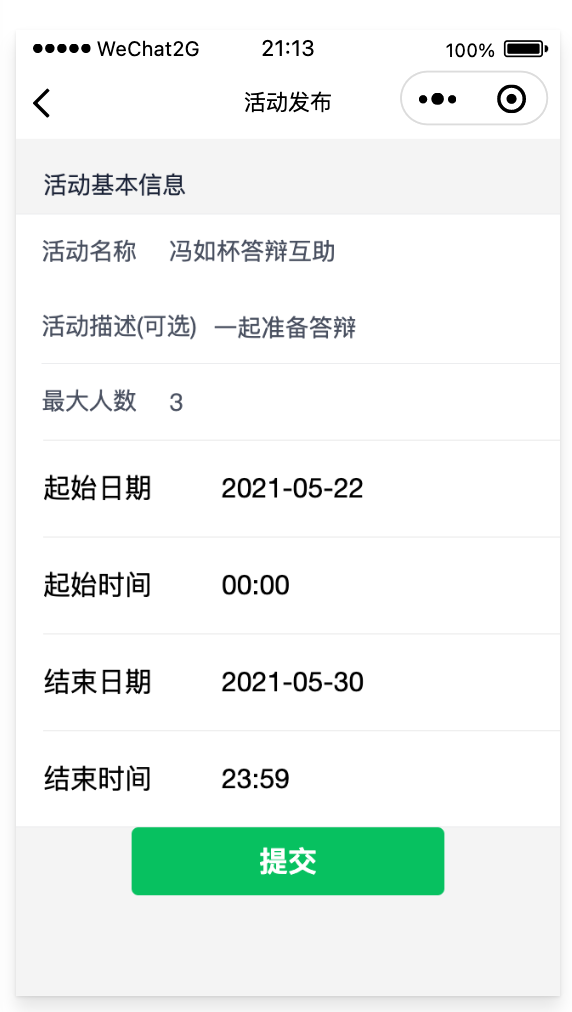 WeChat2G 21:13 100%
活动发布
活动基本信息
活动名称 冯如杯答辩互助
活动描述(可选) 一起准备答辩
最大人数 3
起始日期 2021-05-22
起始时间 00:00
结束日期 2021-05-30
结束时间 23:59
提交